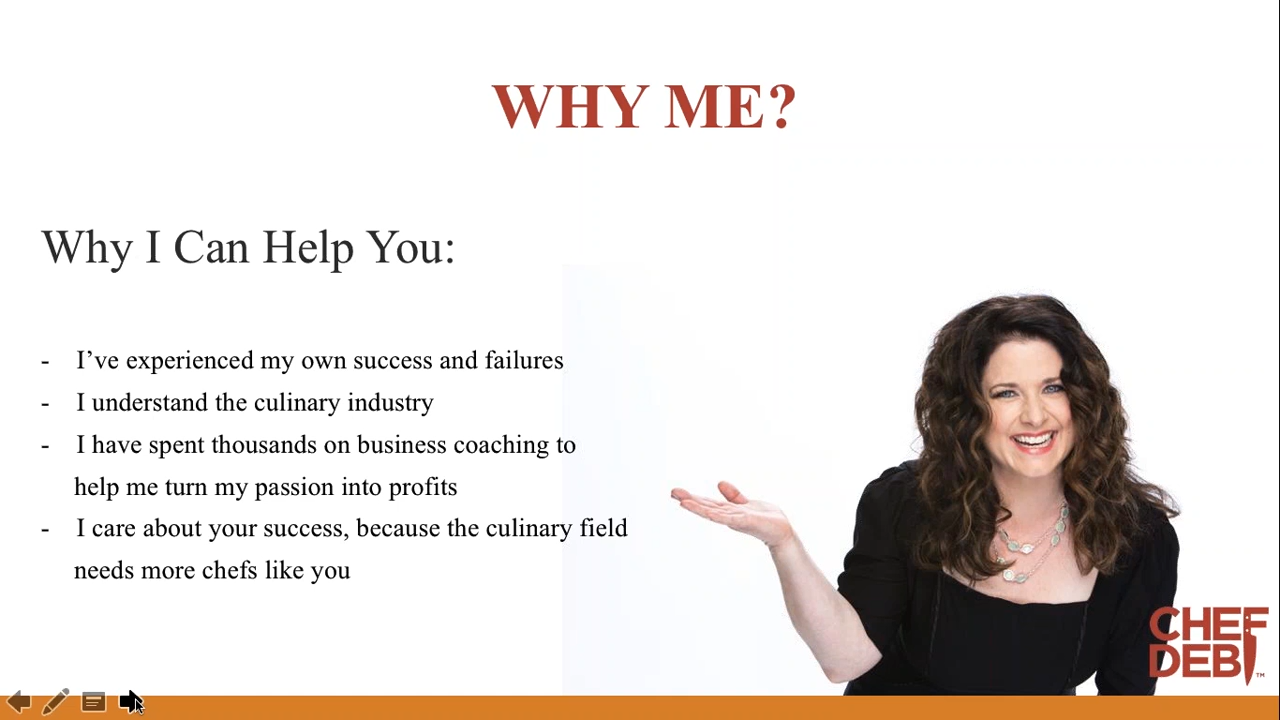 WHY ME?
Why I Can Help You:
- I’ve experienced my own success and failures
- I understand the culinary industry
- I have spent thousands on business coaching to
help me turn my passion into profits
- I care about your success, because the culinary field
needs more chefs like you
CHEF
DEBI™